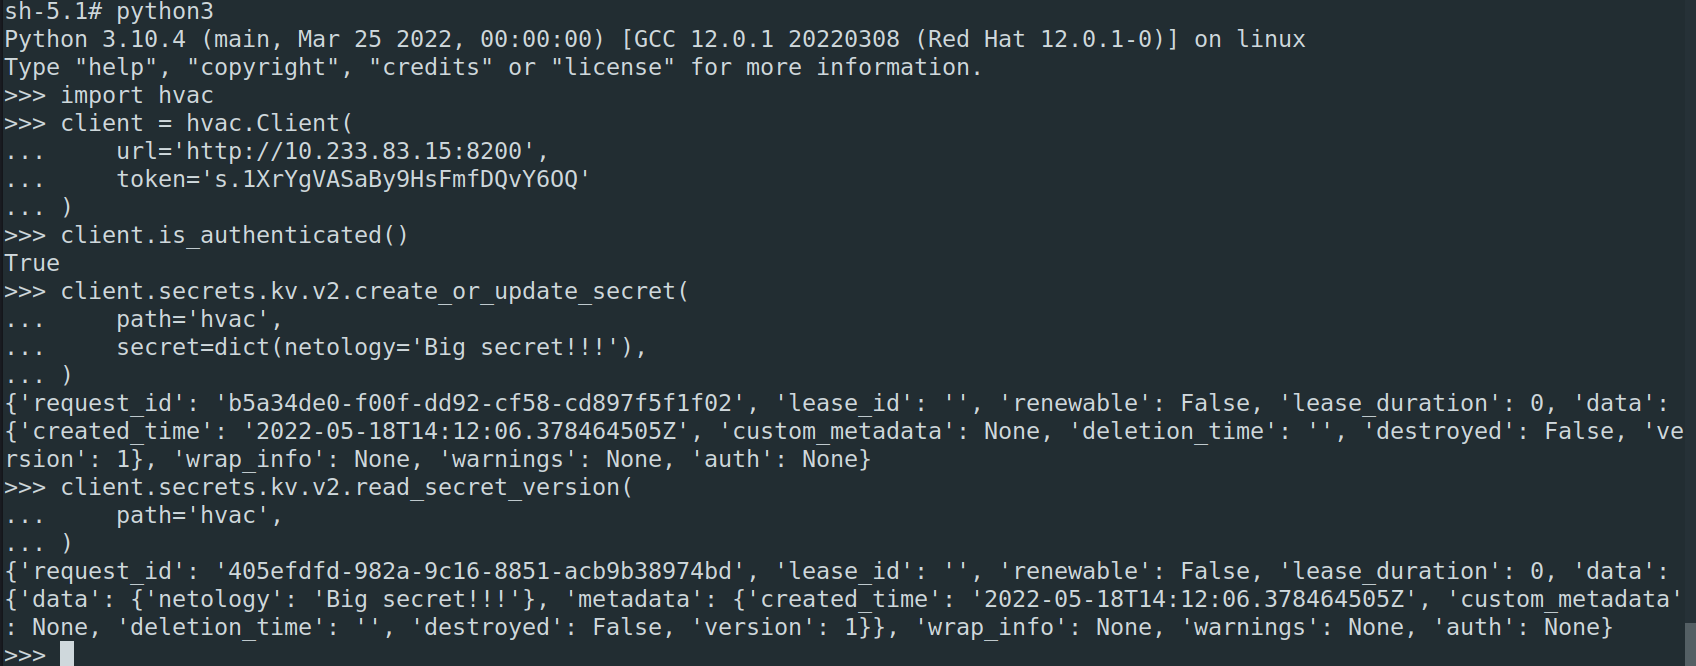 sh-5.1# python3
Python 3.10.4 (main, Mar 25 2022, 00:00:00) [GCC 12.0.1 20220308 (Red Hat 12.0.1-0)] on linux
Type "help", "copyright", "credits" or "license" for more information.
>>> import hvac
>>> client = hvac.Client(
...     url='http://10.233.83.15:8200',
...     token='s.1XrYgVASaBy9HsFmfDQvY6OQ'
... )
>>> client.is_authenticated()
True
>>> client.secrets.kv.v2.create_or_update_secret(
...     path='hvac',
...     secret=dict(netology='Big secret!!!'),
... )
{'request_id': 'b5a34de0-f00f-dd92-cf58-cd897f5f1f02', 'lease_id': '', 'renewable': False, 'lease_duration': 0, 'data':
{'created_time': '2022-05-18T14:12:06.378464505Z', 'custom_metadata': None, 'deletion_time': '', 'destroyed': False, 've
rsion': 1}, 'wrap_info': None, 'warnings': None, 'auth': None}
>>> client.secrets.kv.v2.read_secret_version(
...     path='hvac',
... )
{'request_id': '405efdfd-982a-9c16-8851-acb9b38974bd', 'lease_id': '', 'renewable': False, 'lease_duration': 0, 'data':
{'data': {'netology': 'Big secret!!!'}, 'metadata': {'created_time': '2022-05-18T14:12:06.378464505Z', 'custom_metadata'
: None, 'deletion_time': '', 'destroyed': False, 'version': 1}}, 'wrap_info': None, 'warnings': None, 'auth': None}
>>>